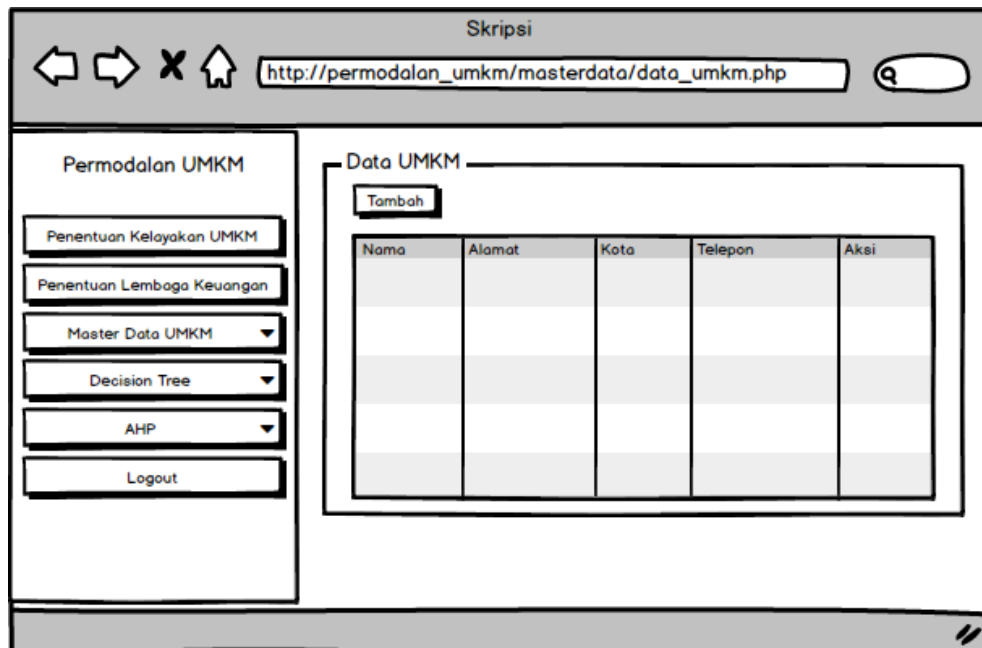 Skripsi
http://permodalan_umkm/masterdata/data_umkm.php
Permodalan UMKM
Penentuan Kelayakan UMKM
Penentuan Lembaga Keuangan
Master Data UMKM
Decision Tree
AHP
Logout
Data UMKM
Tambah
Nama Alamat Kota Telepon Aksi